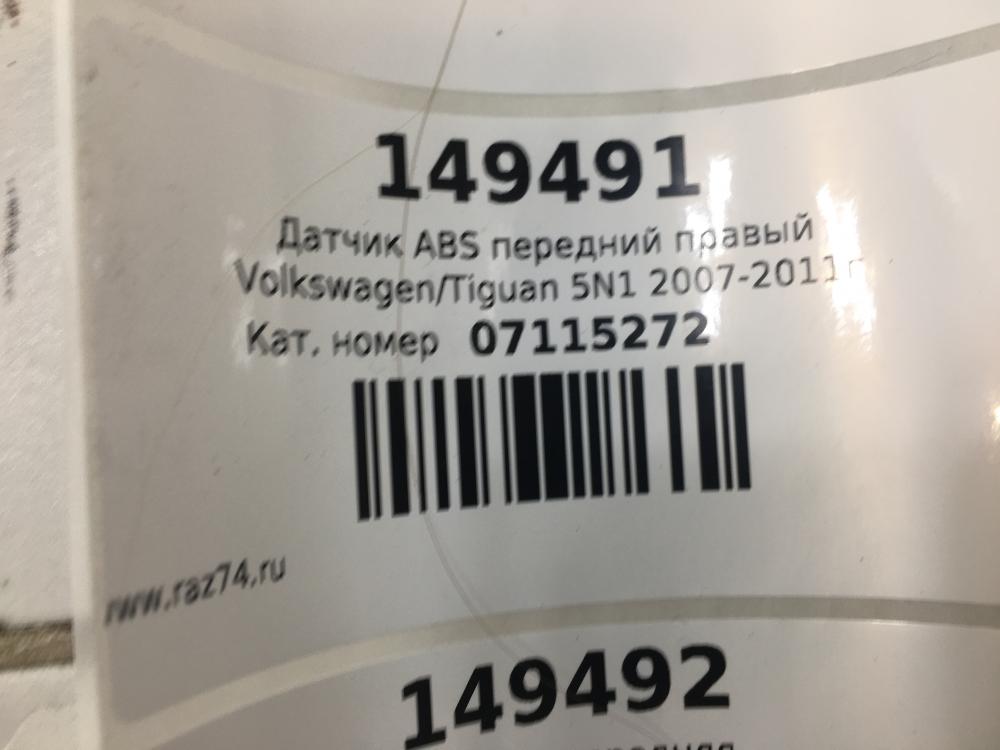 149491
Датчик ABS передний правый
Volkswagen/Tiguan 5N1 2007-2011г
Кат. номер 07115272
www.raz74.ru
149492